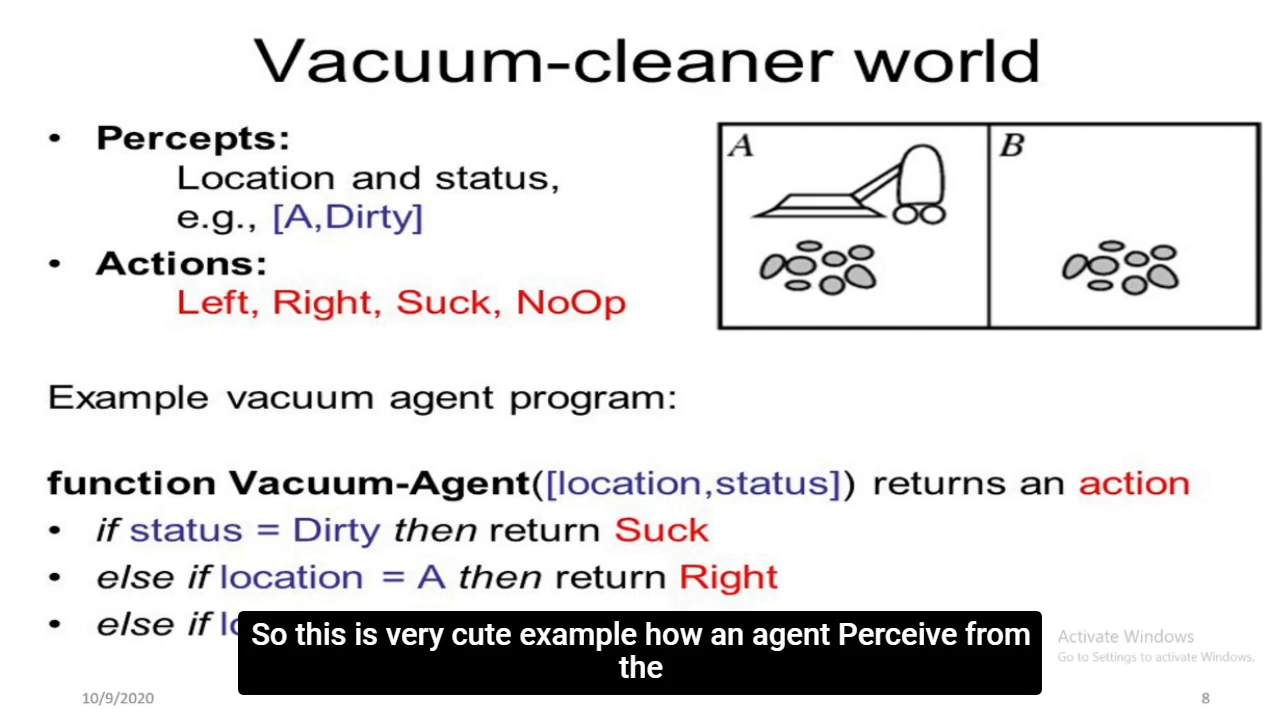 Vacuum-cleaner world
• Percepts:
Location and status,
e.g., [A,Dirty]
• Actions:
Left, Right, Suck, NoOp
A
B
Example vacuum agent program:
function Vacuum-Agent([location,status]) returns an action
• if status = Dirty then return Suck
• else if location = A then return Right
• else if
So this is very cute example how an agent Perceive from
the
Activate Windows
Go to Settings to activate Windows.
10/9/2020
8